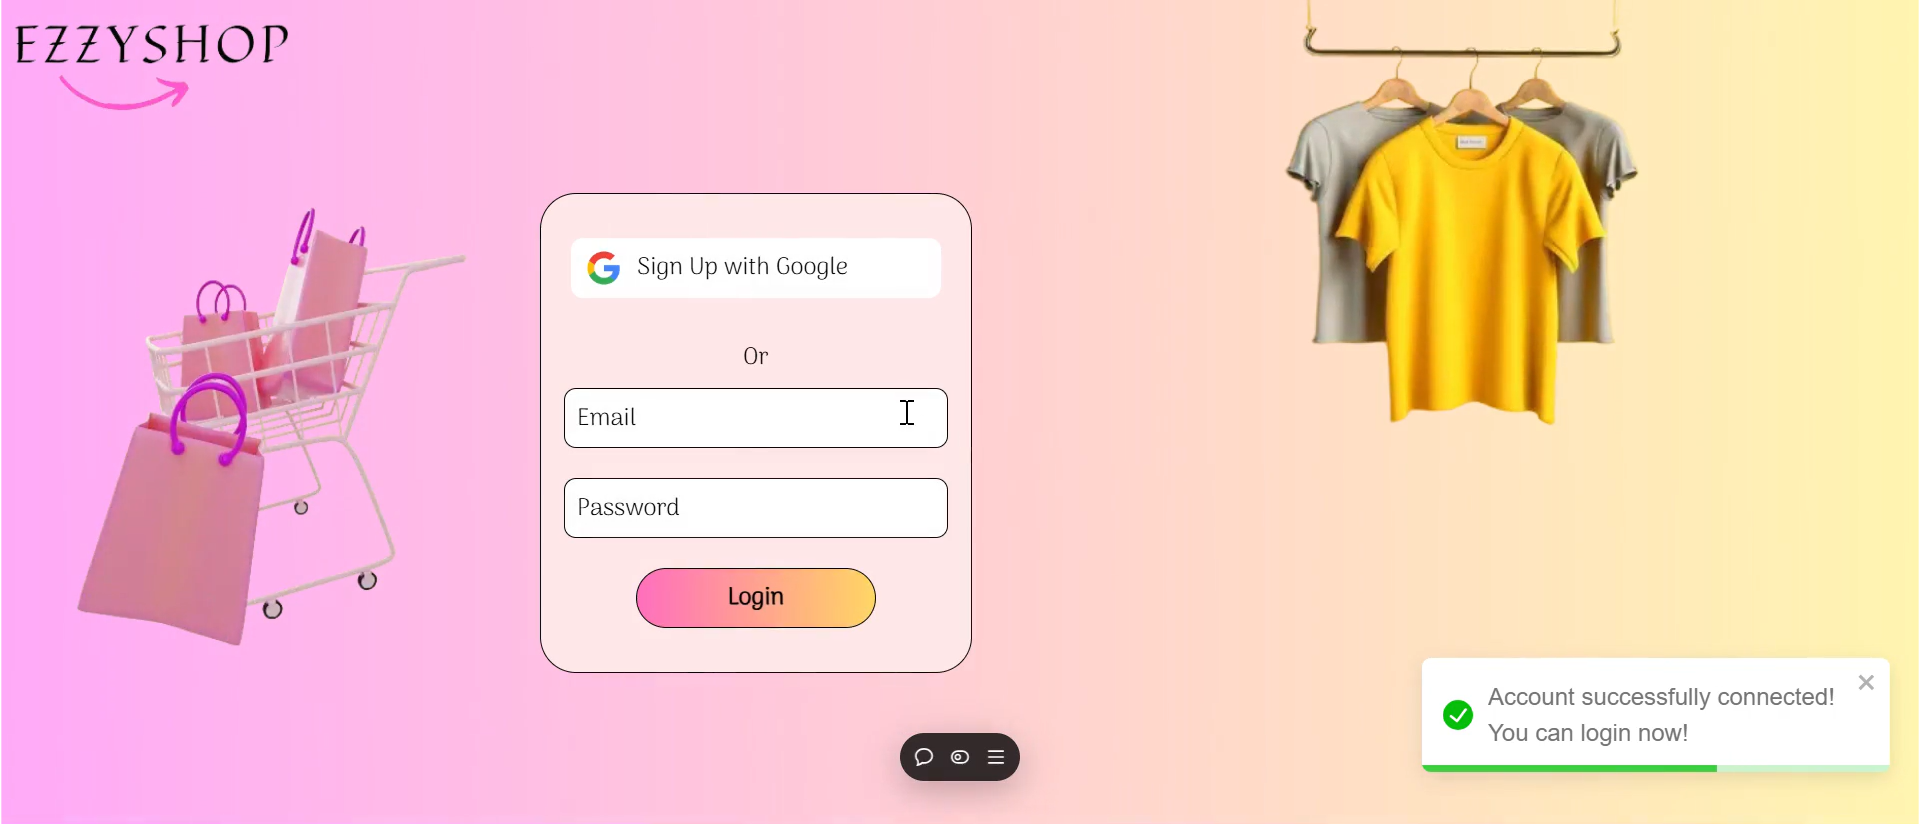 EZZYSHOP
Sign Up with Google
Or
Email
Password
Login
Account successfully connected!
You can login now!